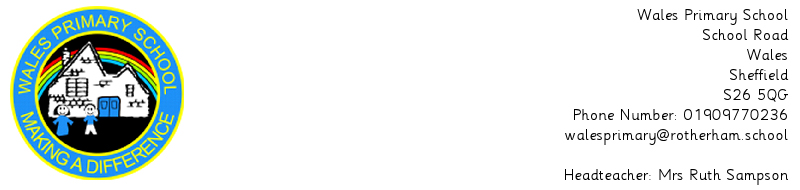 WALES PRIMARY SCHOOL
MAKING A DIFFERENCE
Wales Primary School
School Road
Wales
Sheffield
S26 5QG
Phone Number: 01909770236
walesprimary@rotherham.school
Headteacher: Mrs Ruth Sampson